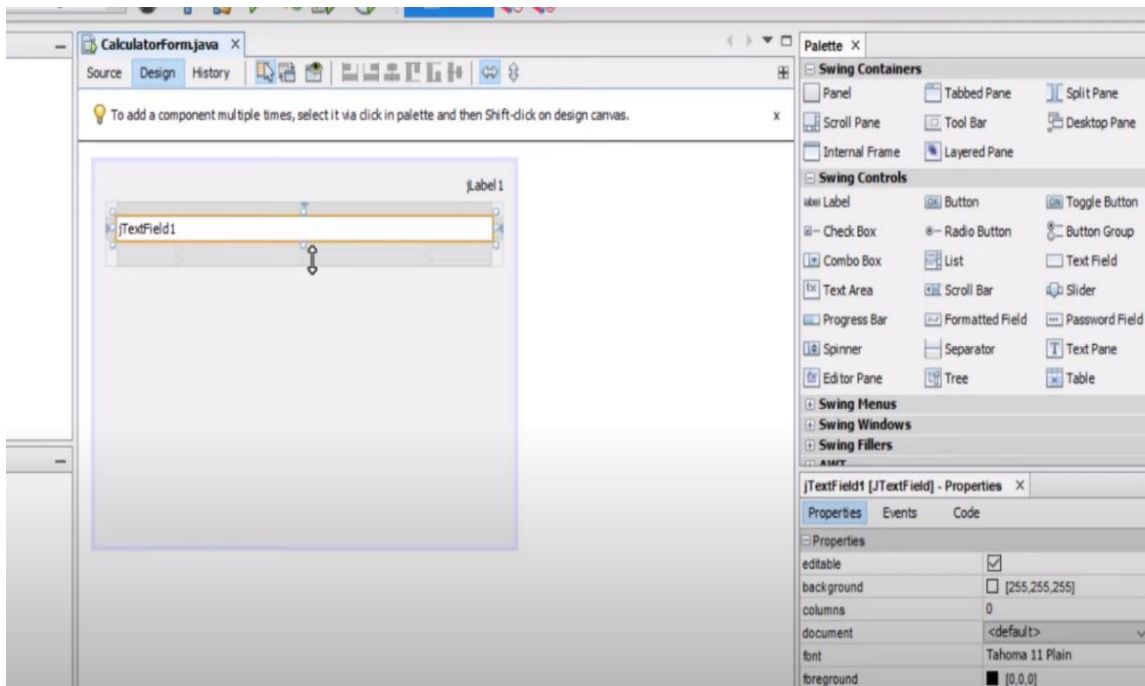 CalculatorForm.java
Source Design History
To add a component multiple times, select it via click in palette and then Shift-click on design canvas.
x
jLabel1
jTextField1
Palette
Swing Containers
Panel Tabbed Pane Split Pane
Scroll Pane Tool Bar Desktop Pane
Internal Frame Layered Pane
Swing Controls
label Label Button Toggle Button
Check Box Radio Button Button Group
Combo Box List Text Field
Text Area Scroll Bar Slider
Progress Bar Formatted Field Password Field
Spinner Separator Text Pane
Editor Pane Tree Table
Swing Menus
Swing Windows
Swing Fillers
AWT
jTextField1 [JTextField] - Properties
Properties Events Code
Properties
editable
background [255,255,255]
columns 0
document <default>
font Tahoma 11 Plain
foreground [0,0,0]